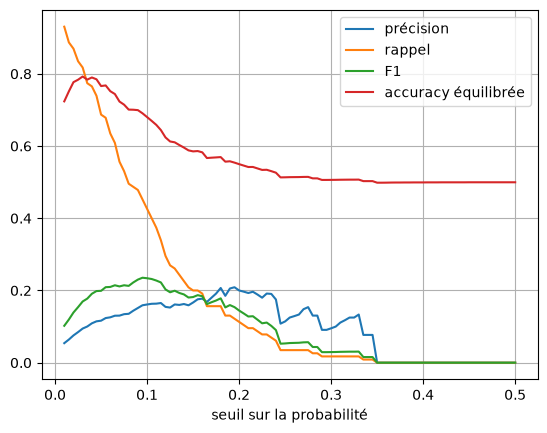 précision
rappel
F1
accuracy équilibrée
0.8
0.6
0.4
0.2
0.0
0.0 0.1 0.2 0.3 0.4 0.5
seuil sur la probabilité